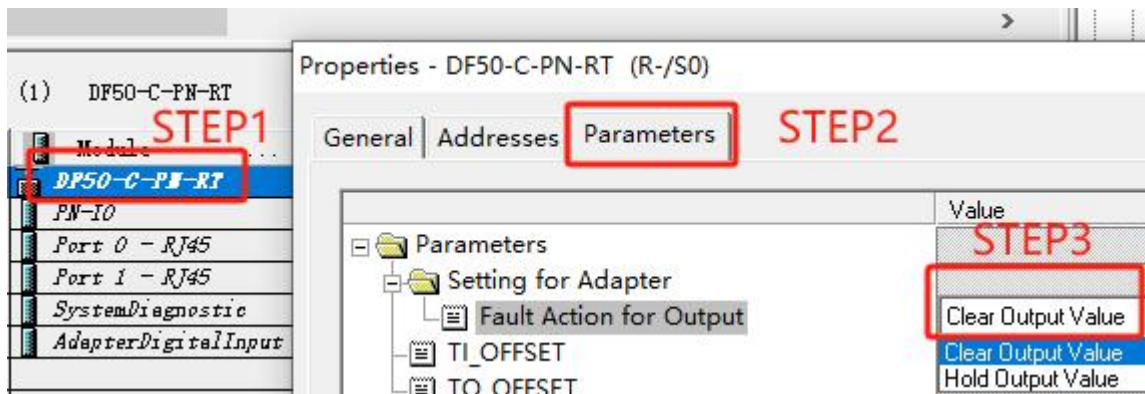 Properties - DF50-C-PN-RT (R-/S0)
(1) DF50-C-PN-RT
STEP1
Module ...
DF50-C-PN-RT
PN-IO
Port 0 - RJ45
Port 1 - RJ45
SystemDiagnostic
AdapterDigitalInput
General Addresses Parameters STEP2
Value
STEP3
Parameters
Setting for Adapter
Fault Action for Output Clear Output Value
TI_OFFSET Clear Output Value
TO_OFFSET Hold Output Value